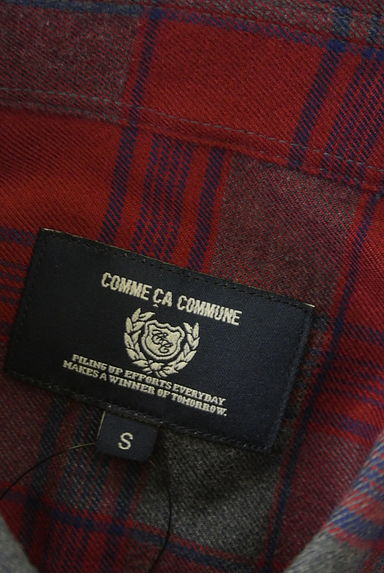 COMME ÇA COMMUNE
PILING UP EFFORTS EVERYDAY
MAKES A WINNER OF TOMORROW.
S